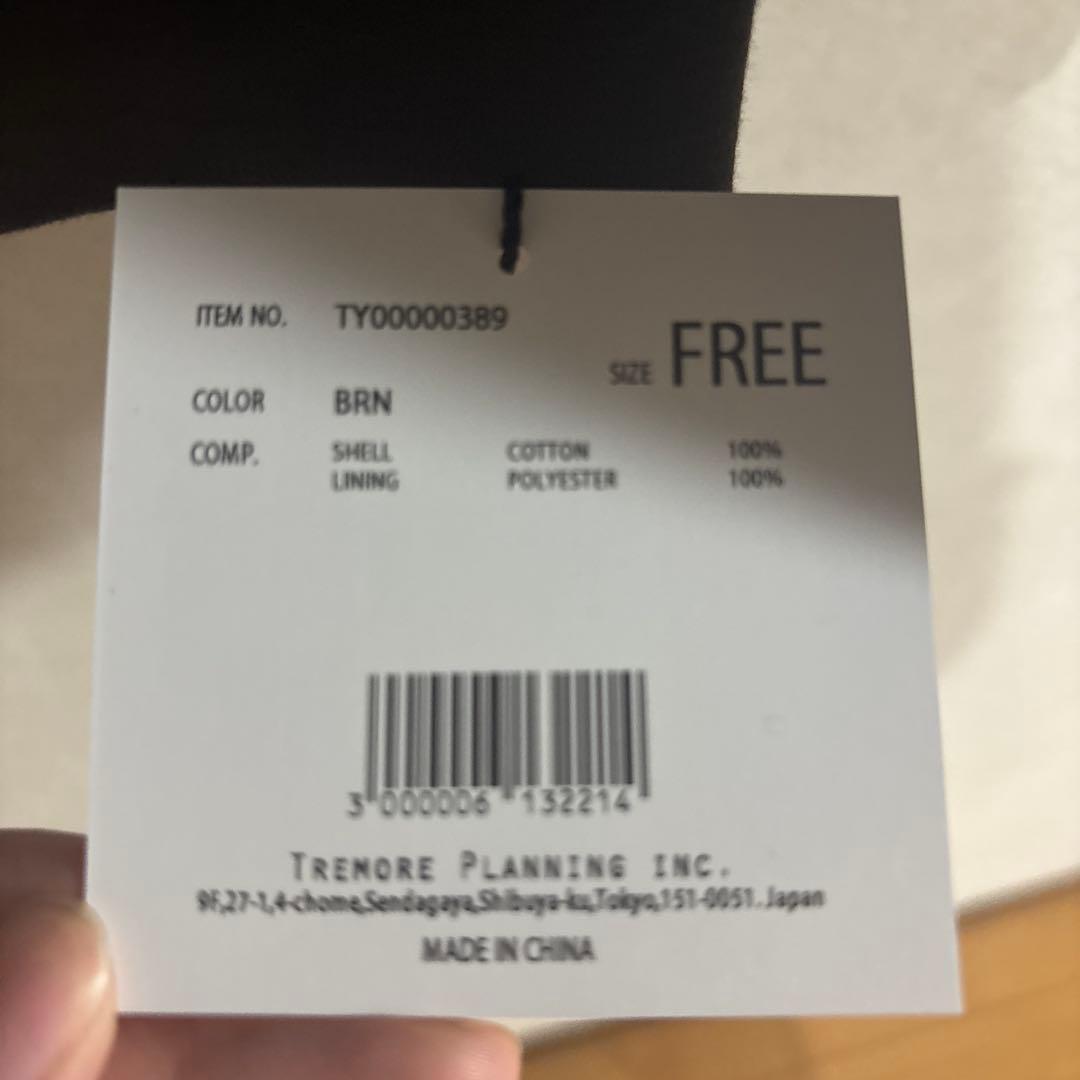 ITEM NO. TY00000389
SIZE FREE
COLOR BRN
COMP. SHELL COTTON 100%
LINING POLYESTER 100%
3 000006 132214
TREMORE PLANNING INC.
9F,27-1,4-chome,Sendagaya,Shibuya-ku,Tokyo,151-0051.Japan
MADE IN CHINA